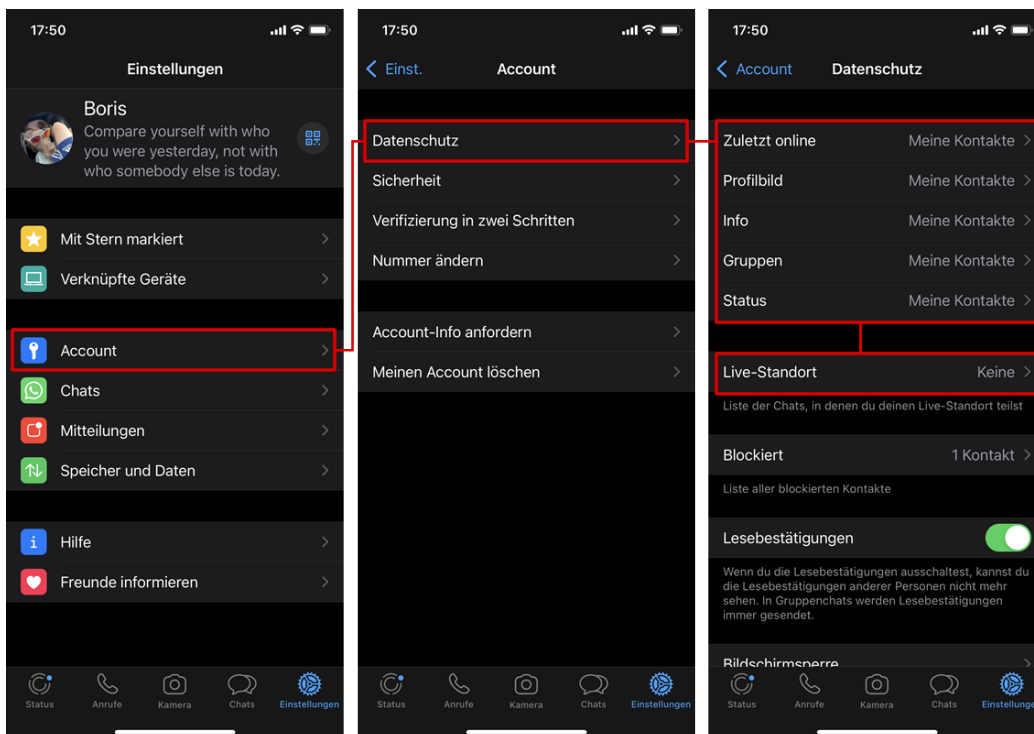 17:50
Einstellungen
Boris
Compare yourself with who
you were yesterday, not with
who somebody else is today.
Mit Stern markiert
Verknüpfte Geräte
Account
Chats
Mitteilungen
Speicher und Daten
Hilfe
Freunde informieren
Status Anrufe Kamera Chats Einstellungen
17:50
Einst. Account
Datenschutz
Sicherheit
Verifizierung in zwei Schritten
Nummer ändern
Account-Info anfordern
Meinen Account löschen
Status Anrufe Kamera Chats Einstellungen
17:50
Account Datenschutz
Zuletzt online Meine Kontakte
Profilbild Meine Kontakte
Info Meine Kontakte
Gruppen Meine Kontakte
Status Meine Kontakte
Live-Standort Keine
Liste der Chats, in denen du deinen Live-Standort teilst
Blockiert 1 Kontakt
Liste aller blockierten Kontakte
Lesebestätigungen
Wenn du die Lesebestätigungen ausschaltest, kannst du
die Lesebestätigungen anderer Personen nicht mehr
sehen. In Gruppenchats werden Lesebestätigungen
immer gesendet.
Bildschirmsperre
Status Anrufe Kamera Chats Einstellunge